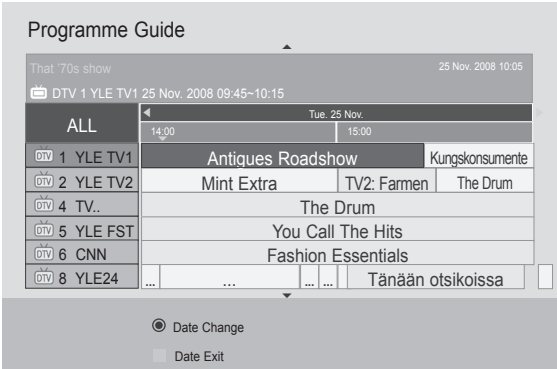 Programme Guide
That '70s show 25 Nov. 2008 10:05
DTV 1 YLE TV1 25 Nov. 2008 09:45~10:15
ALL
Tue. 25 Nov.
14:00 15:00
DTV 1 YLE TV1 Antiques Roadshow Kungskonsumente
DTV 2 YLE TV2 Mint Extra TV2: Farmen The Drum
DTV 4 TV.. The Drum
DTV 5 YLE FST You Call The Hits
DTV 6 CNN Fashion Essentials
DTV 8 YLE24 ... ... ... ... Tänään otsikoissa
Date Change
Date Exit